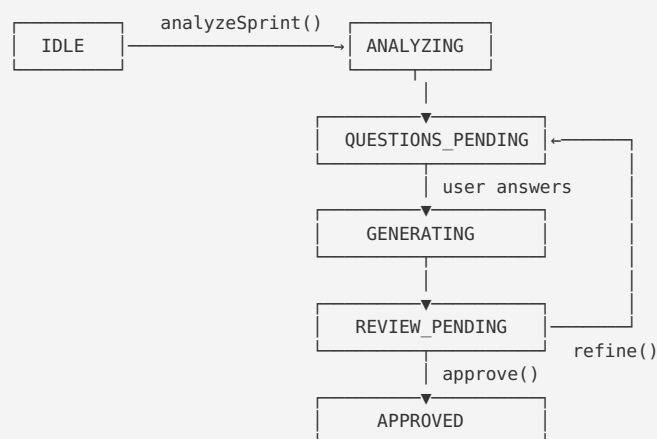 analyzeSprint()
IDLE
ANALYZING
QUESTIONS_PENDING
user answers
GENERATING
REVIEW_PENDING
refine()
approve()
APPROVED